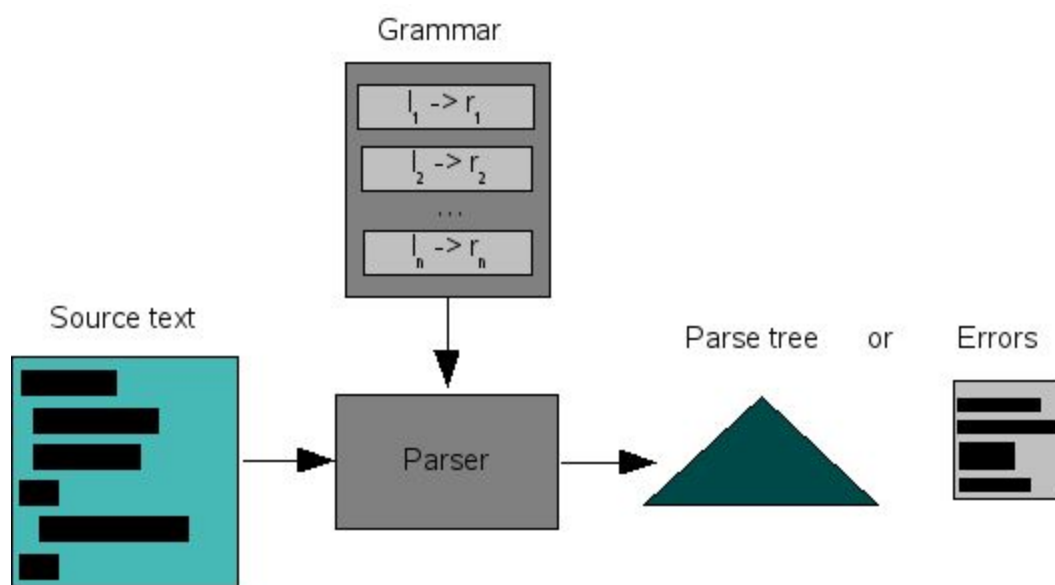 Grammar
l₁ -> r₁
l₂ -> r₂
...
lₙ -> rₙ
Source text
Parse tree or Errors
Parser